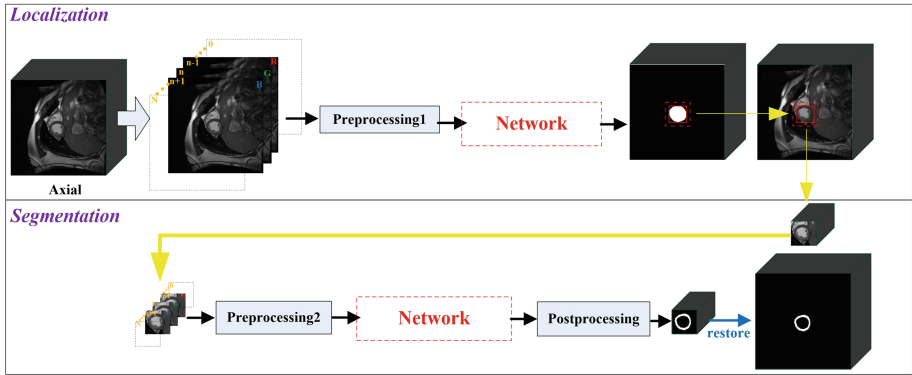 Localization
0
n-1
n
n+1
N
R
G
B
Preprocessing1
Network
Axial
Segmentation
Preprocessing2
Network
Postprocessing
restore